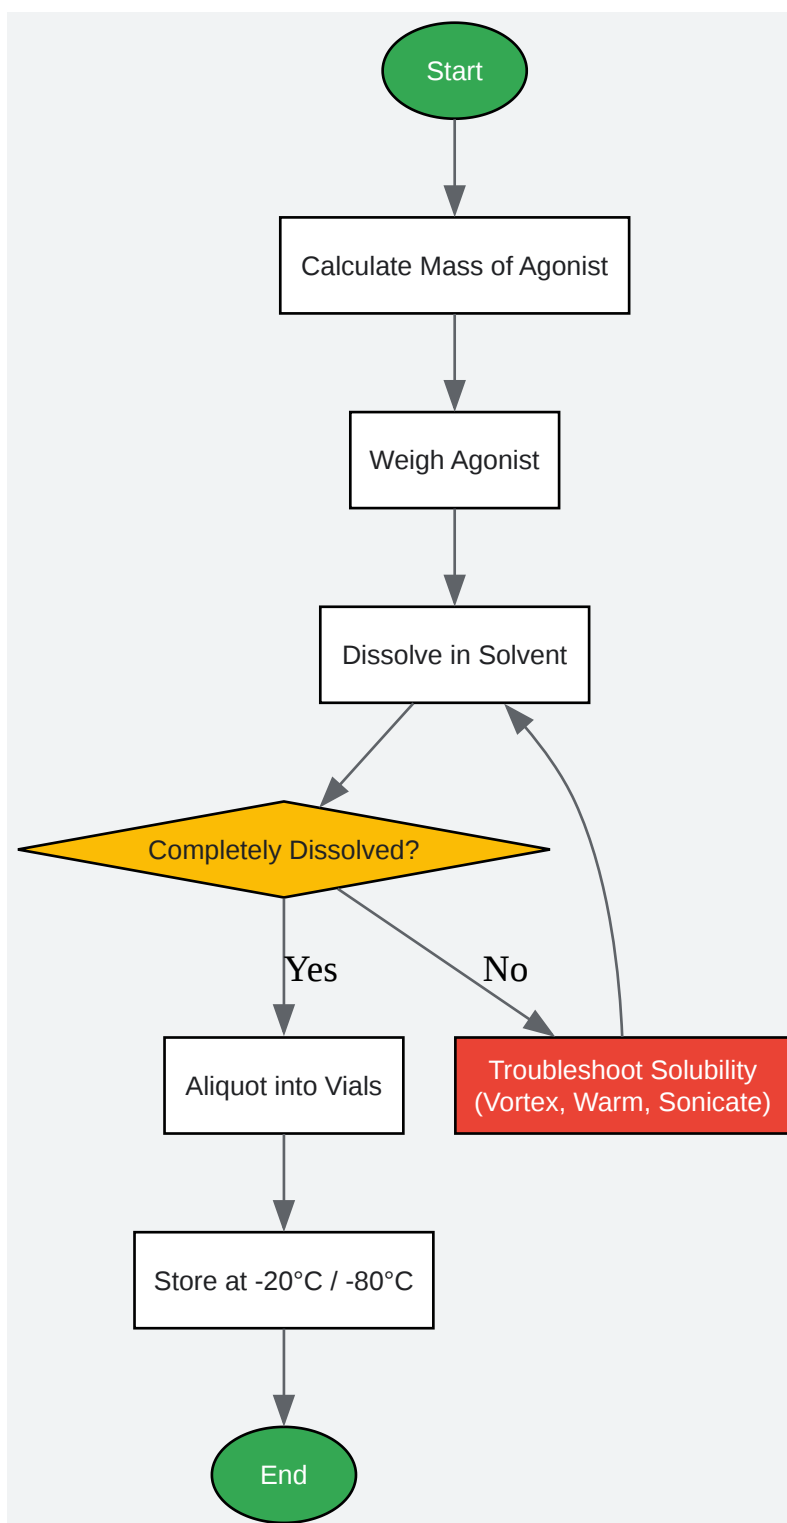 Start
Calculate Mass of Agonist
Weigh Agonist
Dissolve in Solvent
Completely Dissolved?
Yes
No
Aliquot into Vials
Troubleshoot Solubility
(Vortex, Warm, Sonicate)
Store at -20°C / -80°C
End